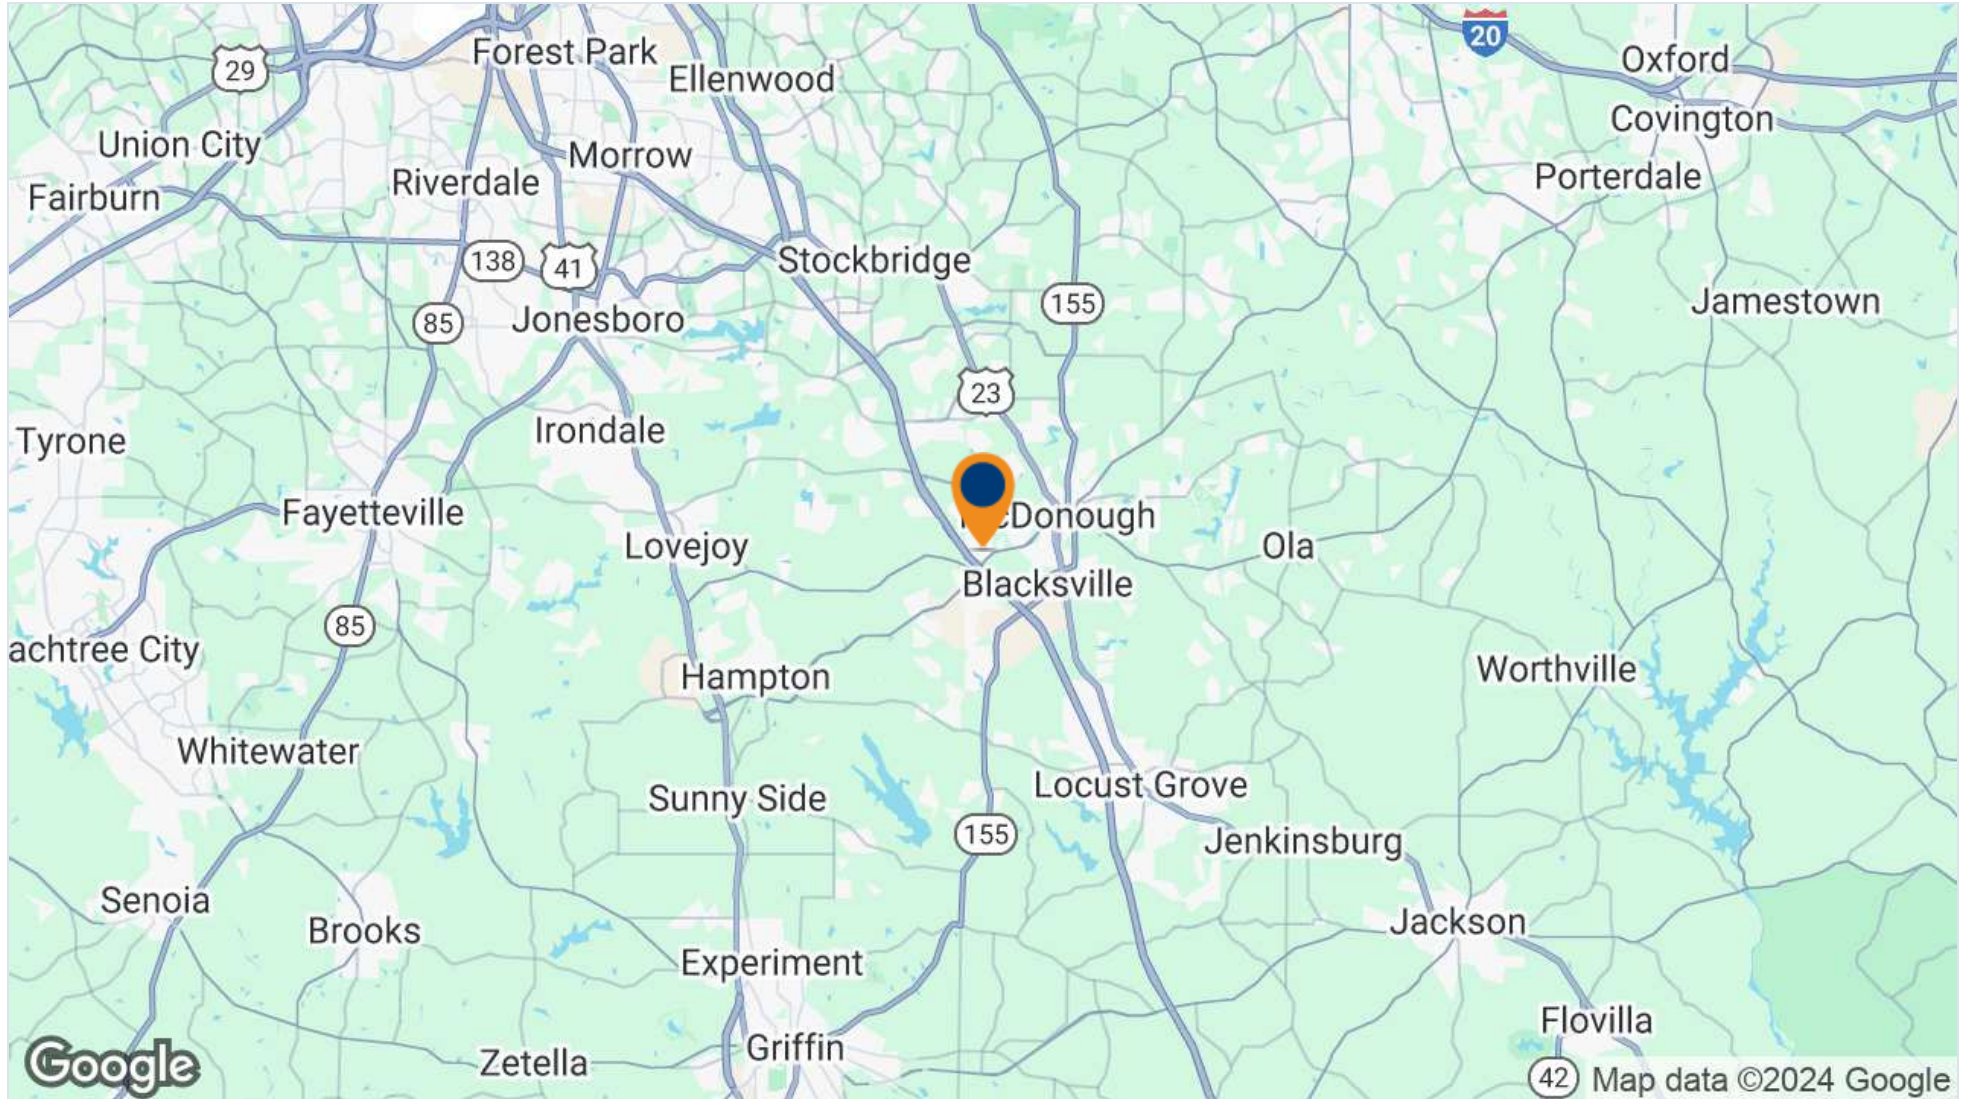 20
Oxford
Forest Park
29
Ellenwood
Covington
Union City
Morrow
Porterdale
Riverdale
Fairburn
Stockbridge
138
41
155
Jamestown
85
Jonesboro
23
Irondale
Tyrone
Fayetteville
McDonough
Lovejoy
Ola
Blacksville
85
achtree City
Worthville
Hampton
Whitewater
Locust Grove
Sunny Side
155
Jenkinsburg
Senoia
Jackson
Brooks
Experiment
Flovilla
Griffin
Zetella
Google
42
Map data ©2024 Google